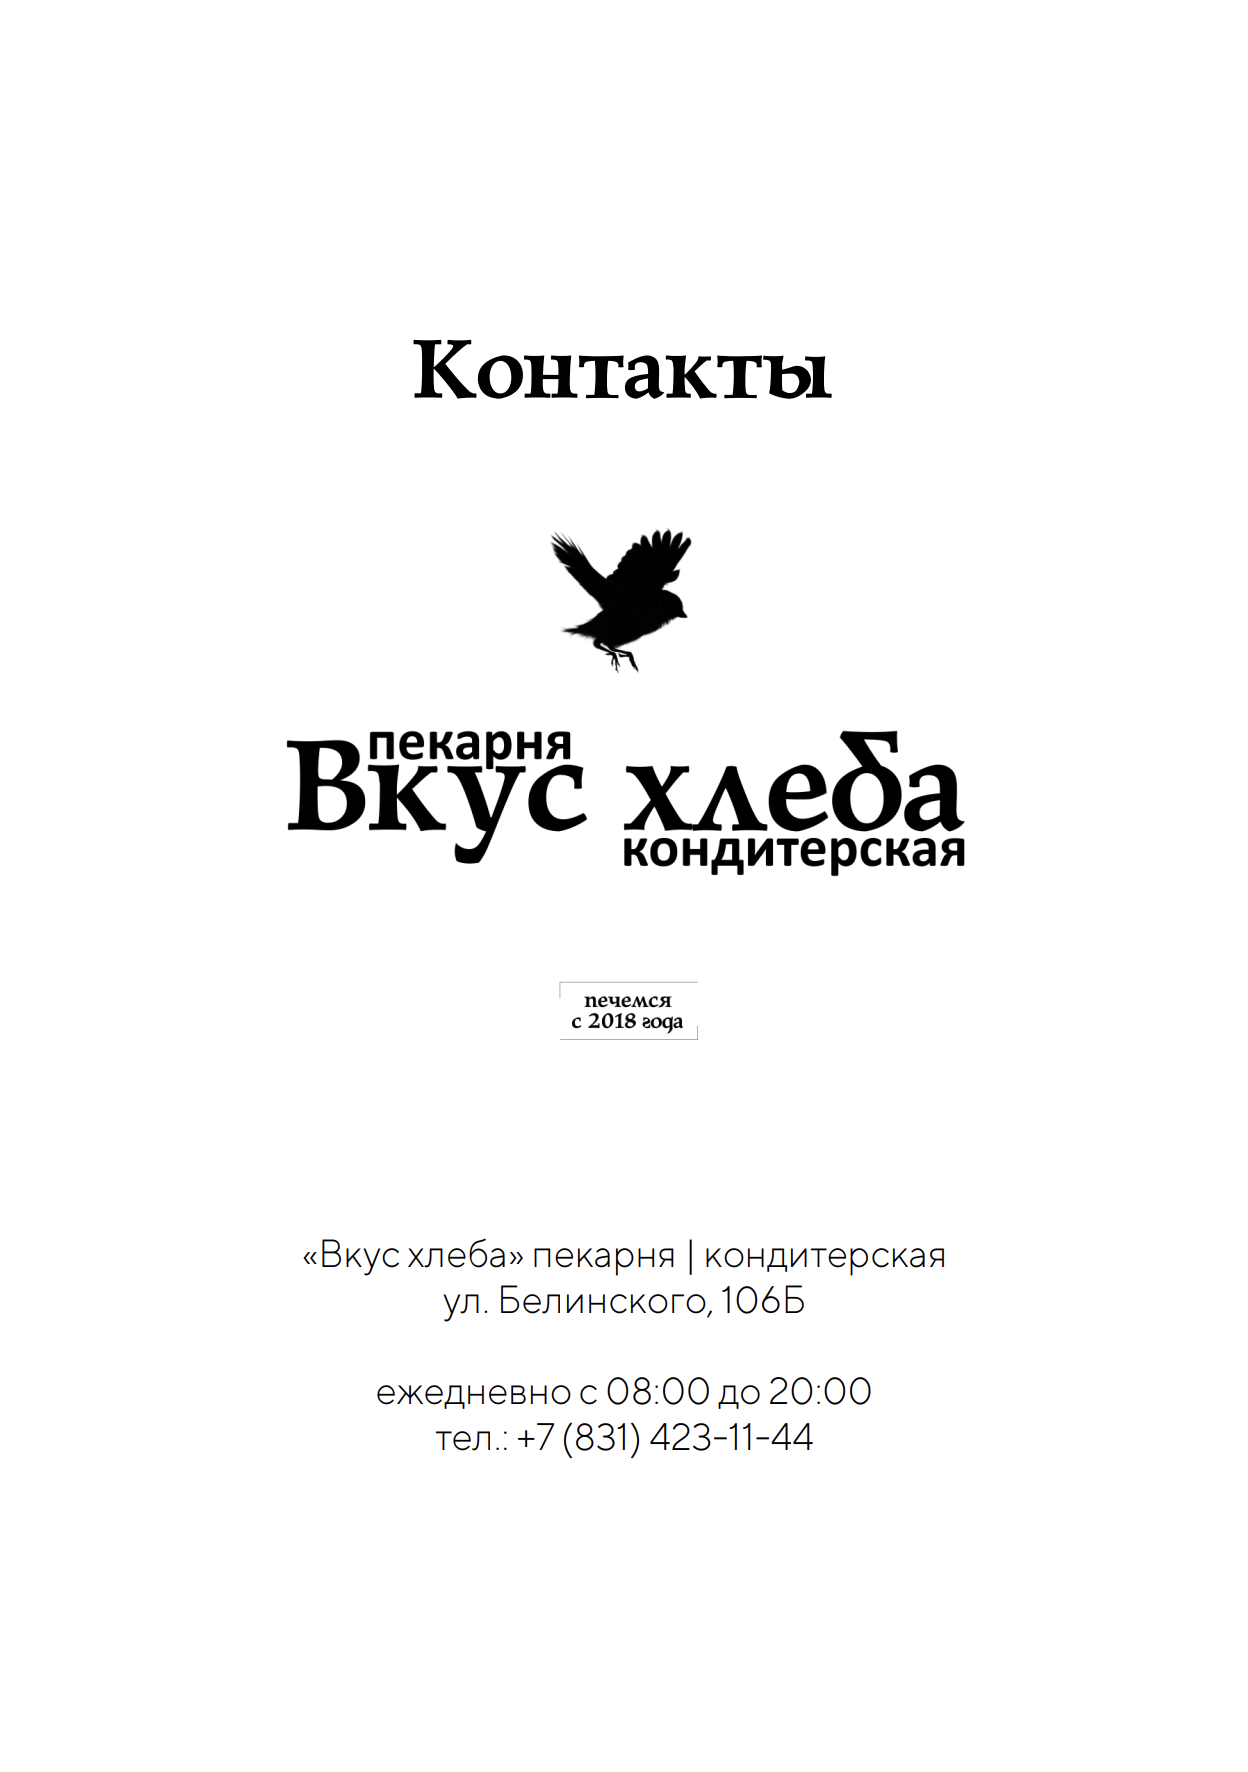 Контакты
пекарня
Вкус хлеба
кондитерская
печемся
с 2018 года
«Вкус хлеба» пекарня | кондитерская
ул. Белинского, 106Б
ежедневно с 08:00 до 20:00
тел.: +7 (831) 423-11-44